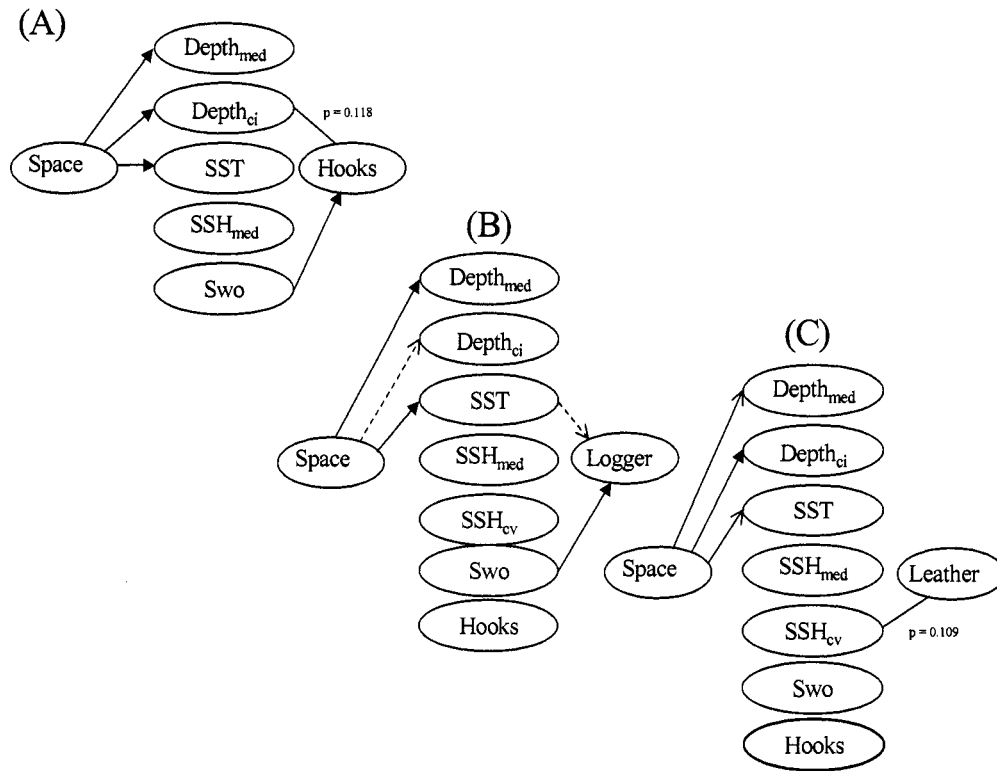 (A)
Depth_med
Depth_ci
p = 0.118
Space
SST
Hooks
SSH_med
Swo
(B)
Depth_med
Depth_ci
SST
Space
SSH_med
Logger
SSH_cv
Swo
Hooks
(C)
Depth_med
Depth_ci
SST
Space
SSH_med
Leather
SSH_cv
p = 0.109
Swo
Hooks